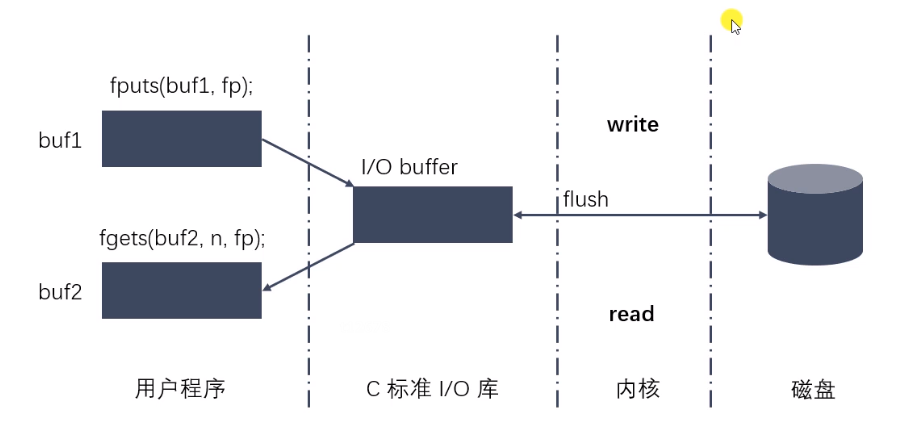 fputs(buf1, fp);
buf1
write
I/O buffer
flush
fgets(buf2, n, fp);
buf2
read
用户程序
C 标准 I/O 库
内核
磁盘